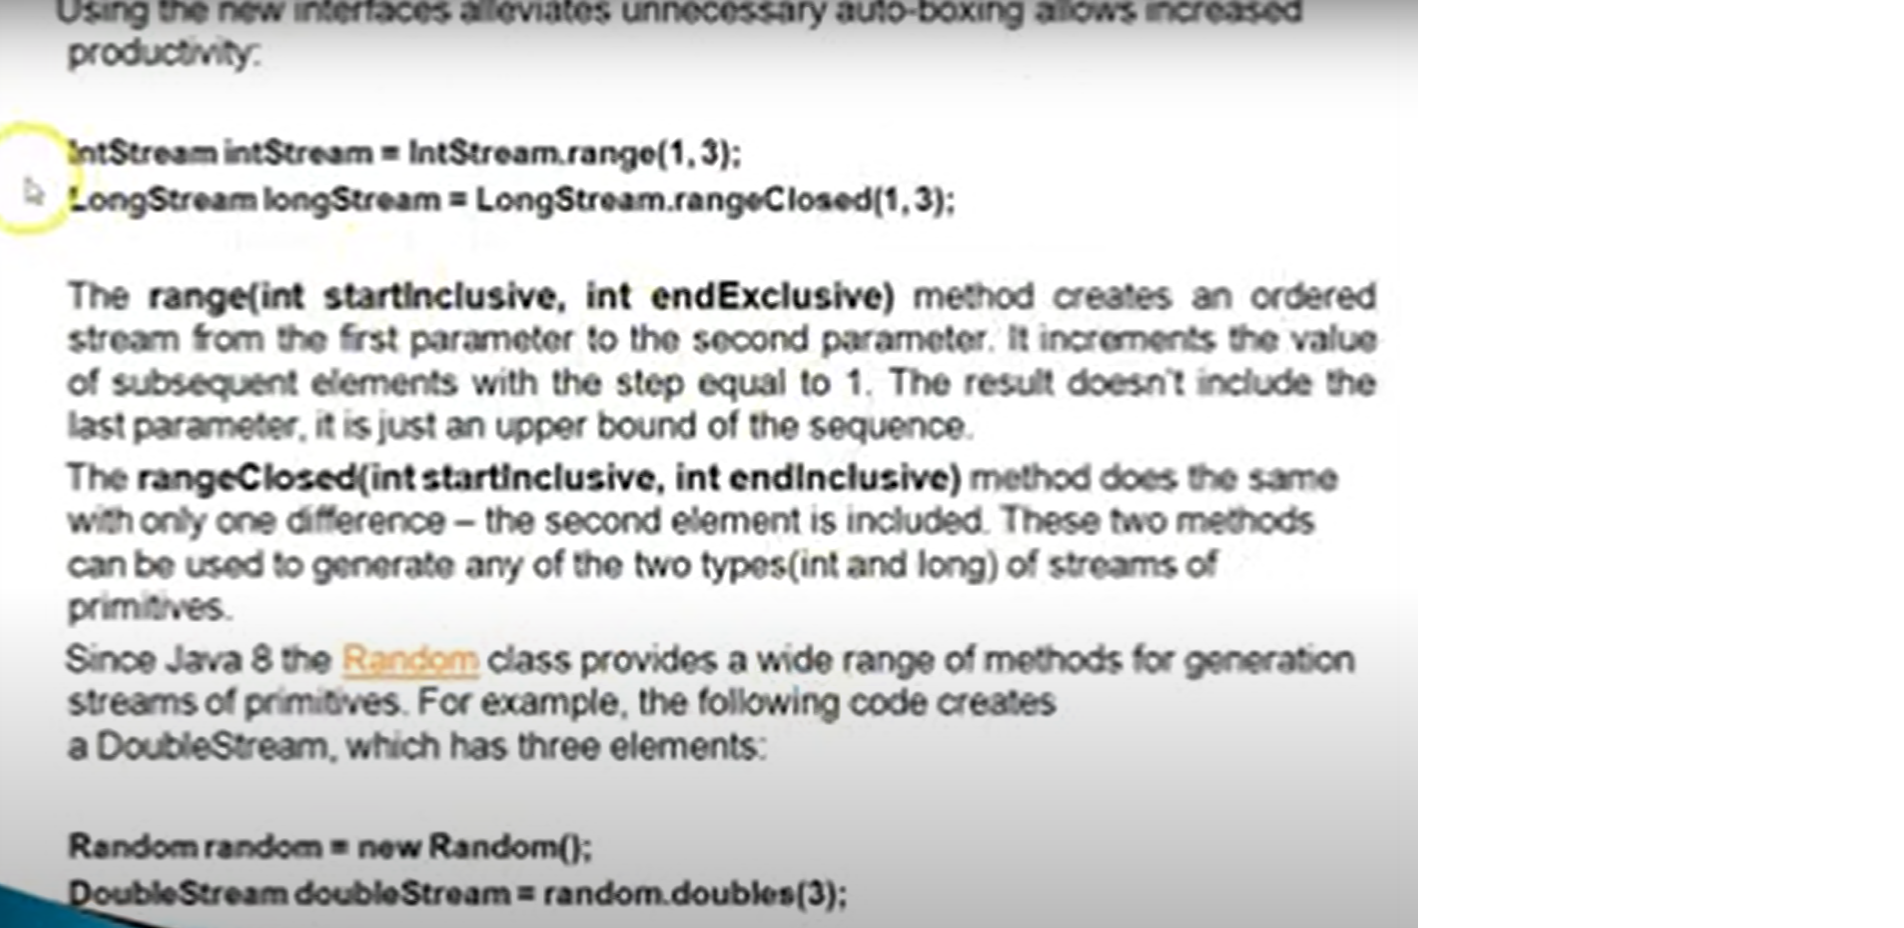 Using the new interfaces alleviates unnecessary auto-boxing allows increased
productivity:
IntStream intStream = IntStream.range(1, 3);
LongStream longStream = LongStream.rangeClosed(1, 3);
The range(int startInclusive, int endExclusive) method creates an ordered
stream from the first parameter to the second parameter. It increments the value
of subsequent elements with the step equal to 1. The result doesn't include the
last parameter, it is just an upper bound of the sequence.
The rangeClosed(int startInclusive, int endInclusive) method does the same
with only one difference – the second element is included. These two methods
can be used to generate any of the two types(int and long) of streams of
primitives.
Since Java 8 the Random class provides a wide range of methods for generation
streams of primitives. For example, the following code creates
a DoubleStream, which has three elements:
Random random = new Random();
DoubleStream doubleStream = random.doubles(3);